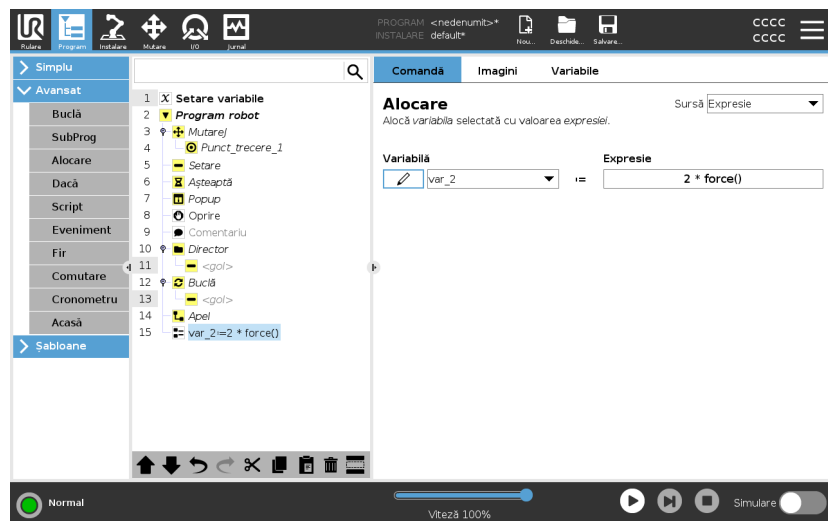 UR
PROGRAM <nedenumit>*
INSTALARE default*
Rulare Program Instalare Mutare I/O Jurnal
Nou... Deschide... Salvare...
cccc
cccc
Simplu
Avansat
Buclă
SubProg
Alocare
Dacă
Script
Eveniment
Fir
Comutare
Cronometru
Acasă
Șabloane
1 X Setare variabile
2 Program robot
3 MutareJ
4 Punct_trecere_1
5 Setare
6 Așteaptă
7 Popup
8 Oprire
9 Comentariu
10 Director
11 <gol>
12 Buclă
13 <gol>
14 Apel
15 var_2≔2 * force()
Comandă Imagini Variabile
Alocare
Sursă Expresie
Alocă variabila selectată cu valoarea expresiei.
Variabilă Expresie
var_2 ≔ 2 * force()
Normal
Viteză 100%
Simulare